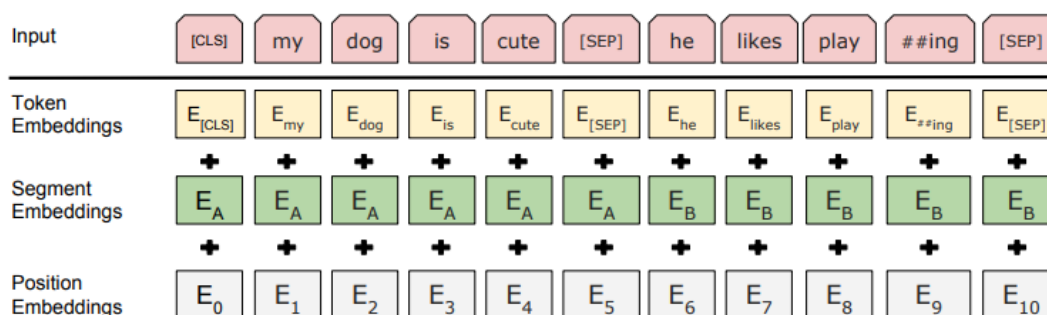 Input [CLS] my dog is cute [SEP] he likes play ##ing [SEP]
Token Embeddings E[CLS] Emy Edog Eis Ecute E[SEP] Ehe Elikes Eplay E##ing E[SEP]
+ + + + + + + + + + +
Segment Embeddings EA EA EA EA EA EA EB EB EB EB EB
+ + + + + + + + + + +
Position Embeddings E0 E1 E2 E3 E4 E5 E6 E7 E8 E9 E10